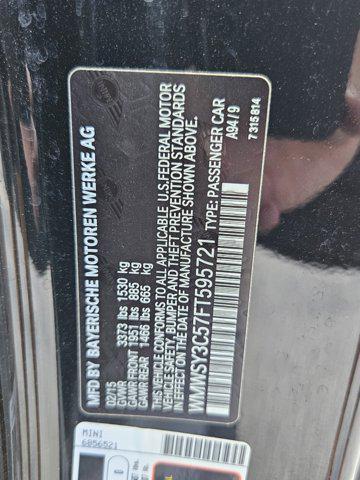 MFD BY BAYERISCHE MOTOREN WERKE AG
02/15
GVWR 3373 lbs 1530 kg
GAWR FRONT 1951 lbs 885 kg
GAWR REAR 1466 lbs 665 kg
THIS VEHICLE CONFORMS TO ALL APPLICABLE U.S. FEDERAL MOTOR
VEHICLE SAFETY, BUMPER AND THEFT PREVENTION STANDARDS
IN EFFECT ON THE DATE OF MANUFACTURE SHOWN ABOVE.
WMWSY3C57FT595721 TYPE: PASSENGER CAR
A94/9
7315814
MINI
6856521